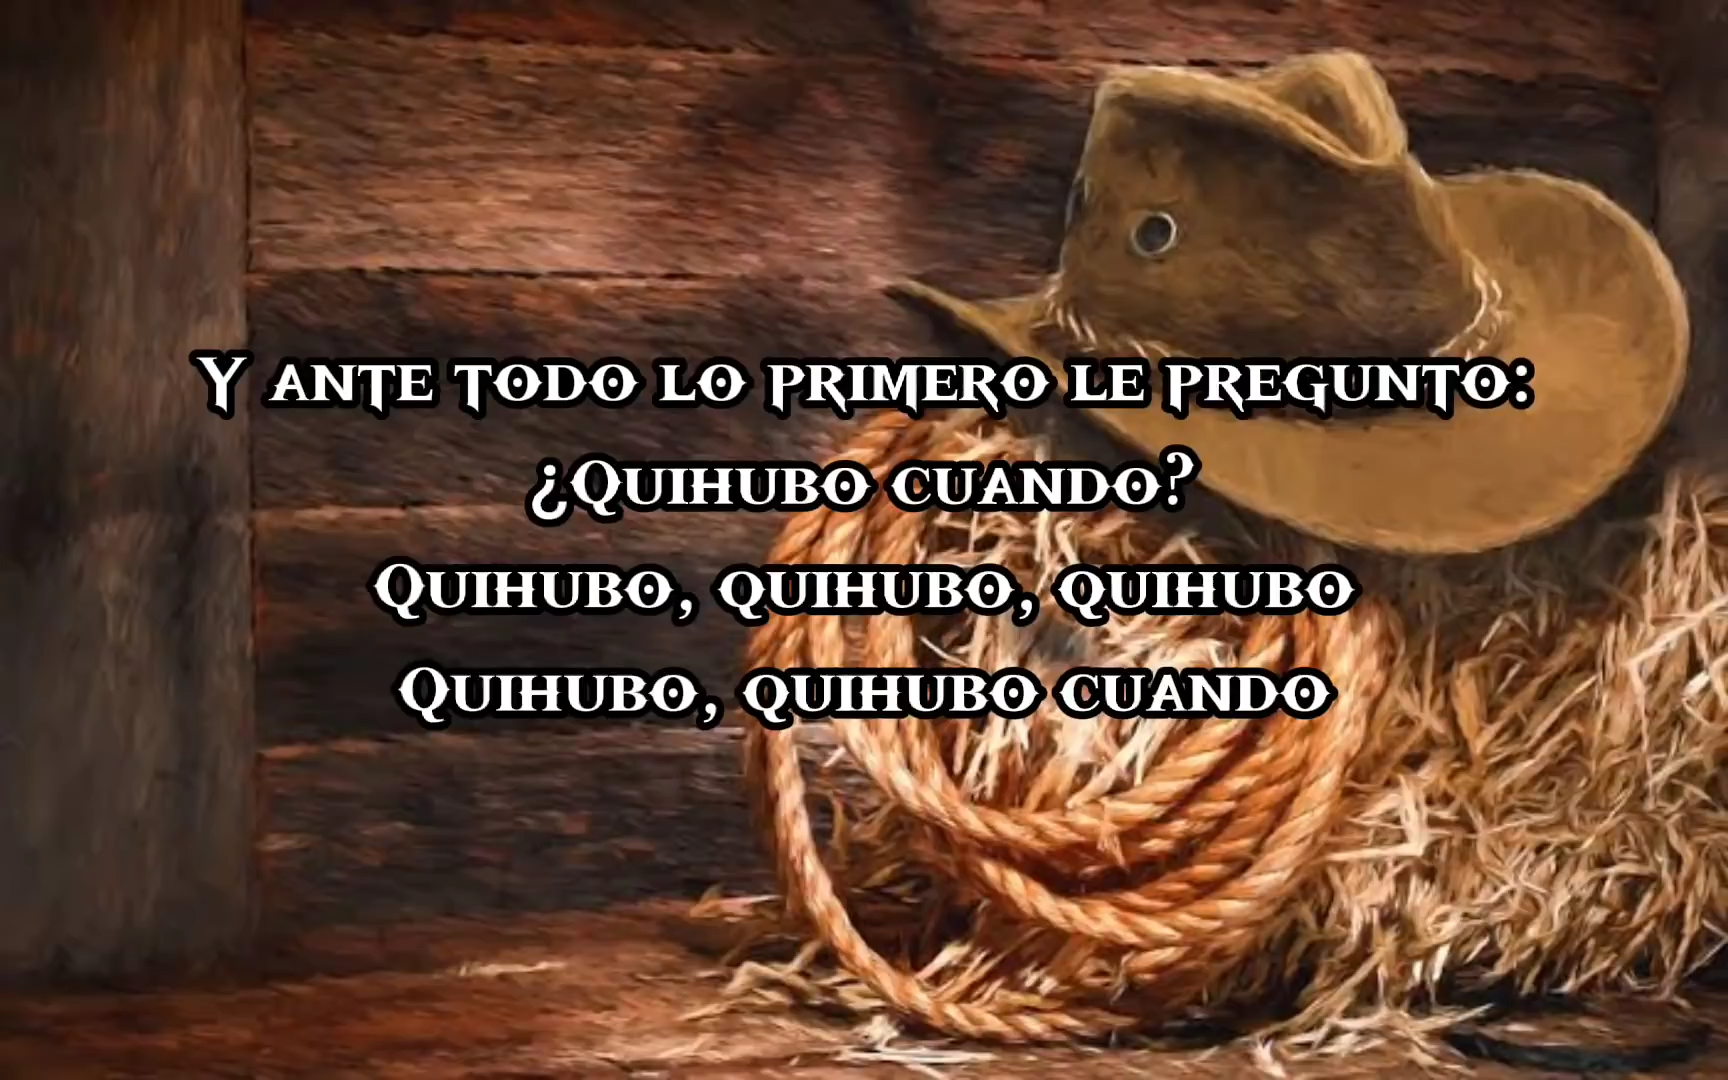 Y ante todo lo primero le pregunto:
¿Quihubo cuando?
Quihubo, quihubo, quihubo
Quihubo, quihubo cuando